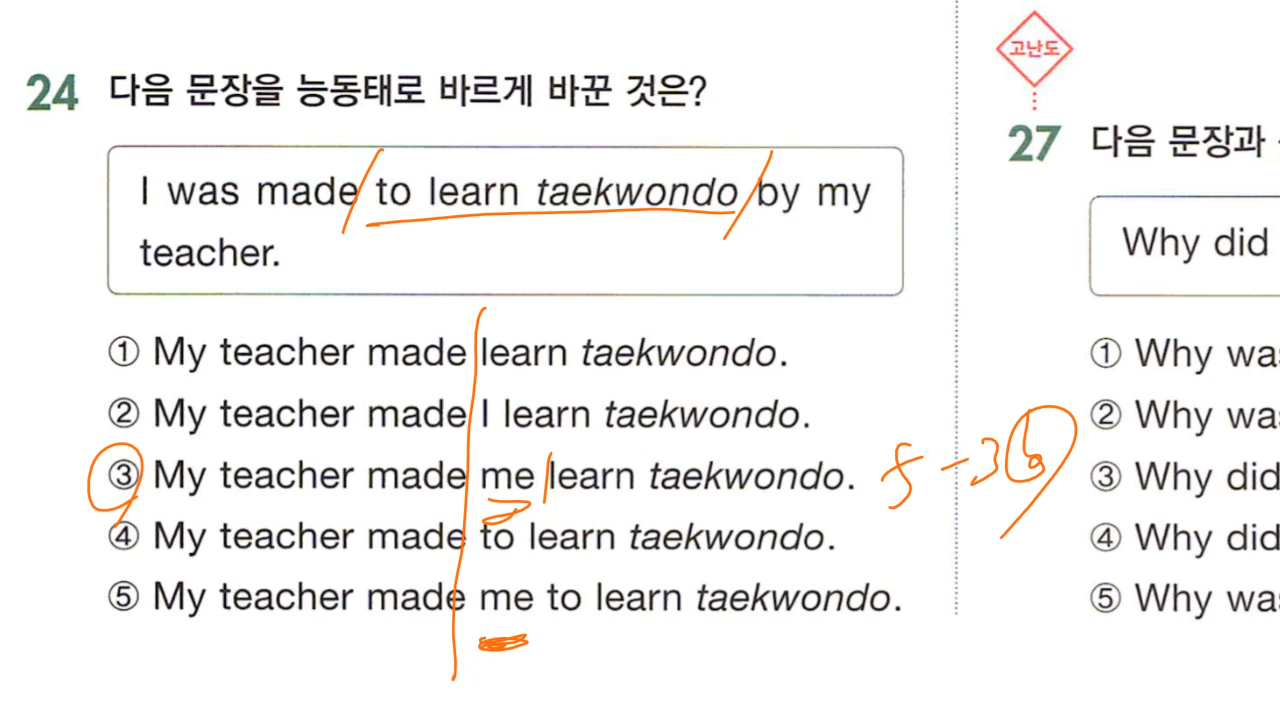 24 다음 문장을 능동태로 바르게 바꾼 것은?
I was made to learn taekwondo by my
teacher.
① My teacher made learn taekwondo.
② My teacher made I learn taekwondo.
③ My teacher made me learn taekwondo.
④ My teacher made to learn taekwondo.
⑤ My teacher made me to learn taekwondo.
고난도
27 다음 문장과
Why did
① Why was
② Why was
③ Why did
④ Why did
⑤ Why was